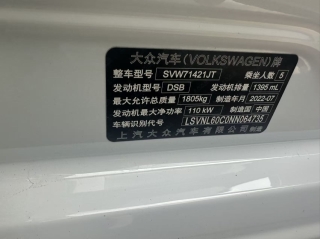 大众汽车(VOLKSWAGEN)牌
整车型号 SVW71421JT 乘坐人数 5
发动机型号 DSB 发动机排量 1395 mL
最大允许总质量 1805kg 制造年月 2022-07
发动机最大净功率 110 kW 制造国 中国
车辆识别代号 LSVNL60C0NN064735
上汽大众汽车有限公司制造